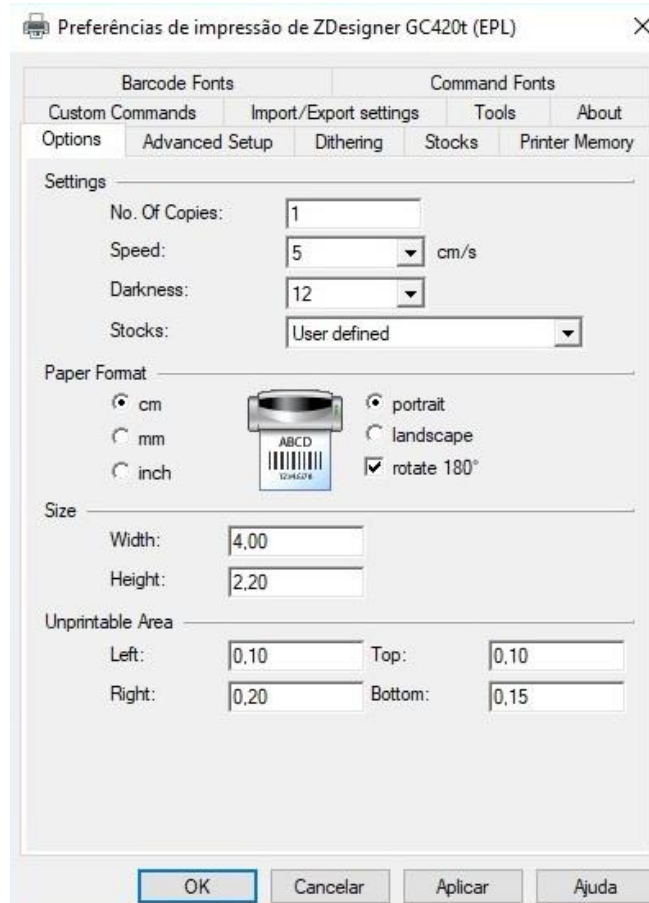 Preferências de impressão de ZDesigner GC420t (EPL)
Barcode Fonts Command Fonts
Custom Commands Import/Export settings Tools About
Options Advanced Setup Dithering Stocks Printer Memory
Settings
No. Of Copies: 1
Speed: 5 cm/s
Darkness: 12
Stocks: User defined
Paper Format
cm portrait
mm landscape
inch rotate 180°
ABCD
12345678
Size
Width: 4,00
Height: 2,20
Unprintable Area
Left: 0,10 Top: 0,10
Right: 0,20 Bottom: 0,15
OK Cancelar Aplicar Ajuda